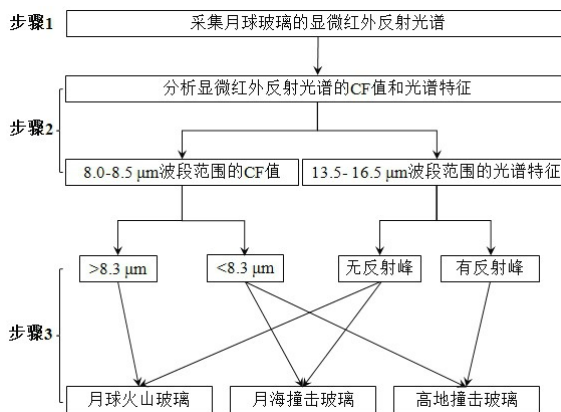 步骤1
采集月球玻璃的显微红外反射光谱
分析显微红外反射光谱的CF值和光谱特征
步骤2
8.0-8.5 μm波段范围的CF值
13.5- 16.5 μm波段范围的光谱特征
>8.3 μm
<8.3 μm
无反射峰
有反射峰
步骤3
月球火山玻璃
月海撞击玻璃
高地撞击玻璃